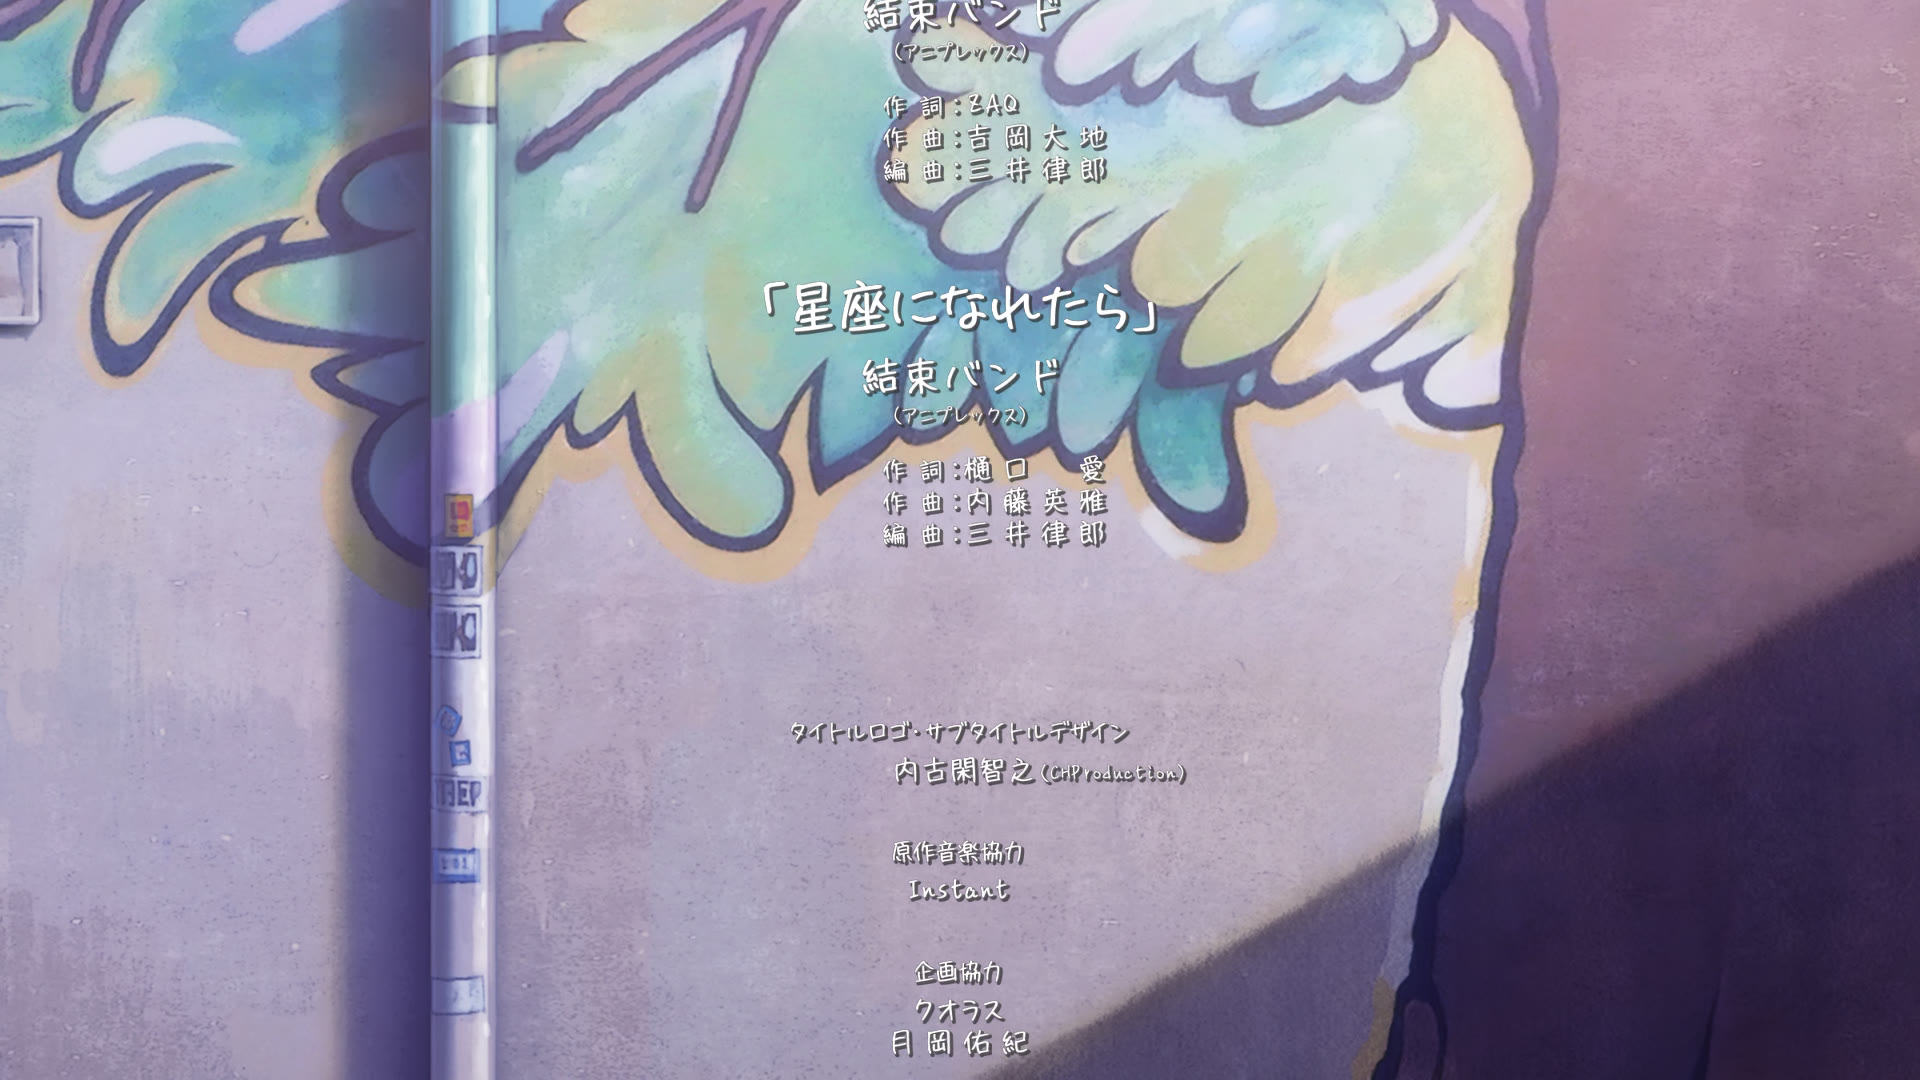 結束バンド
(アニプレックス)
作詞:ZAQ
作曲:吉岡大地
編曲:三井律郎
「星座になれたら」
結束バンド
(アニプレックス)
作詞:樋口 愛
作曲:内藤英雅
編曲:三井律郎
タイトルロゴ・サブタイトルデザイン
内古閑智之(CHProduction)
原作音楽協力
Instant
企画協力
クオラス
月岡佑紀